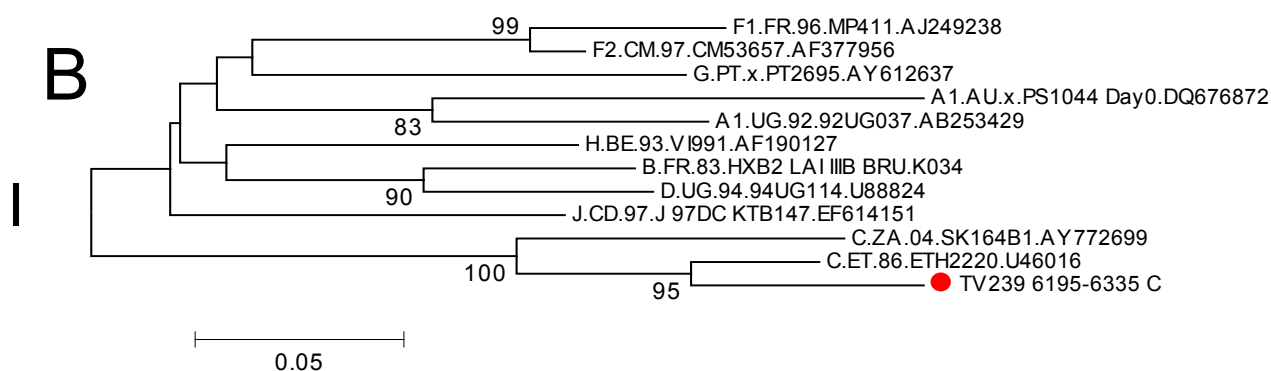 B
I
99
F1.FR.96.MP411.AJ249238
F2.CM.97.CM53657.AF377956
G.PT.x.PT2695.AY612637
A1.AU.x.PS1044 Day0.DQ676872
83
A1.UG.92.92UG037.AB253429
H.BE.93.VI991.AF190127
B.FR.83.HXB2 LAI IIIB BRU.K034
90
D.UG.94.94UG114.U88824
J.CD.97.J 97DC KTB147.EF614151
C.ZA.04.SK164B1.AY772699
100
C.ET.86.ETH2220.U46016
95
TV239 6195-6335 C
0.05